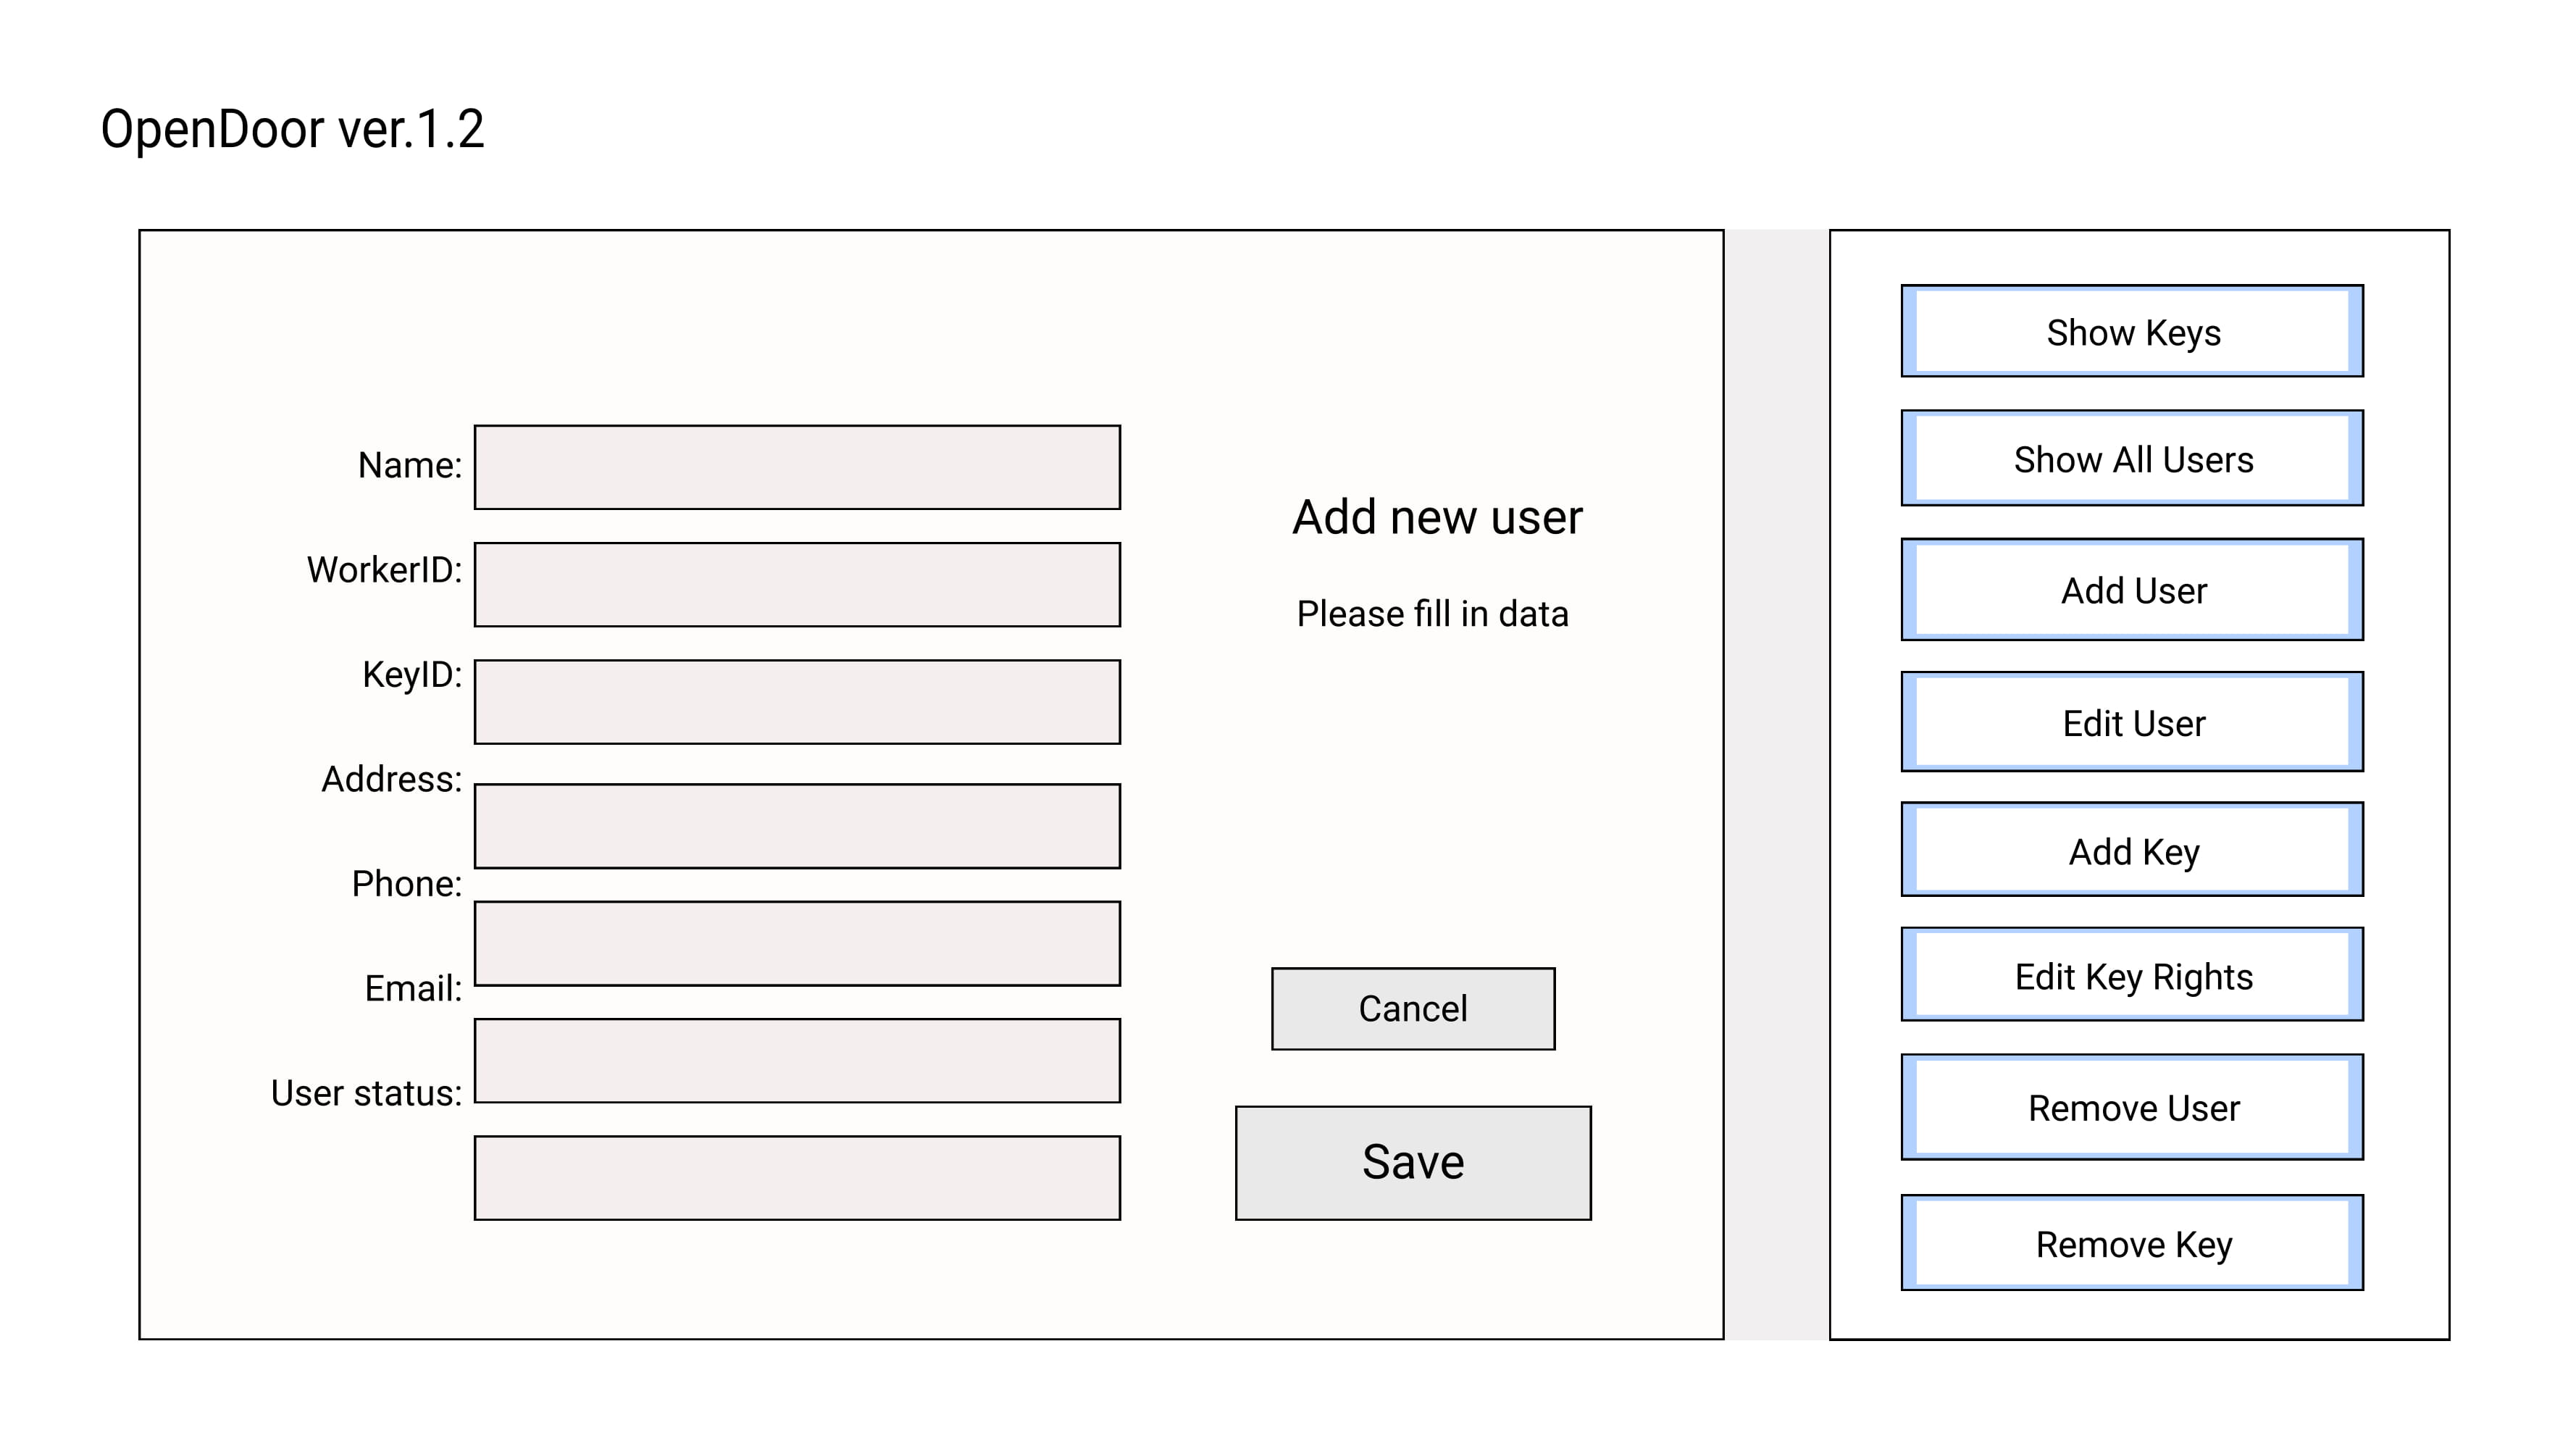 OpenDoor ver.1.2
Name:
WorkerID:
KeyID:
Address:
Phone:
Email:
User status:
Add new user
Please fill in data
Cancel
Save
Show Keys
Show All Users
Add User
Edit User
Add Key
Edit Key Rights
Remove User
Remove Key